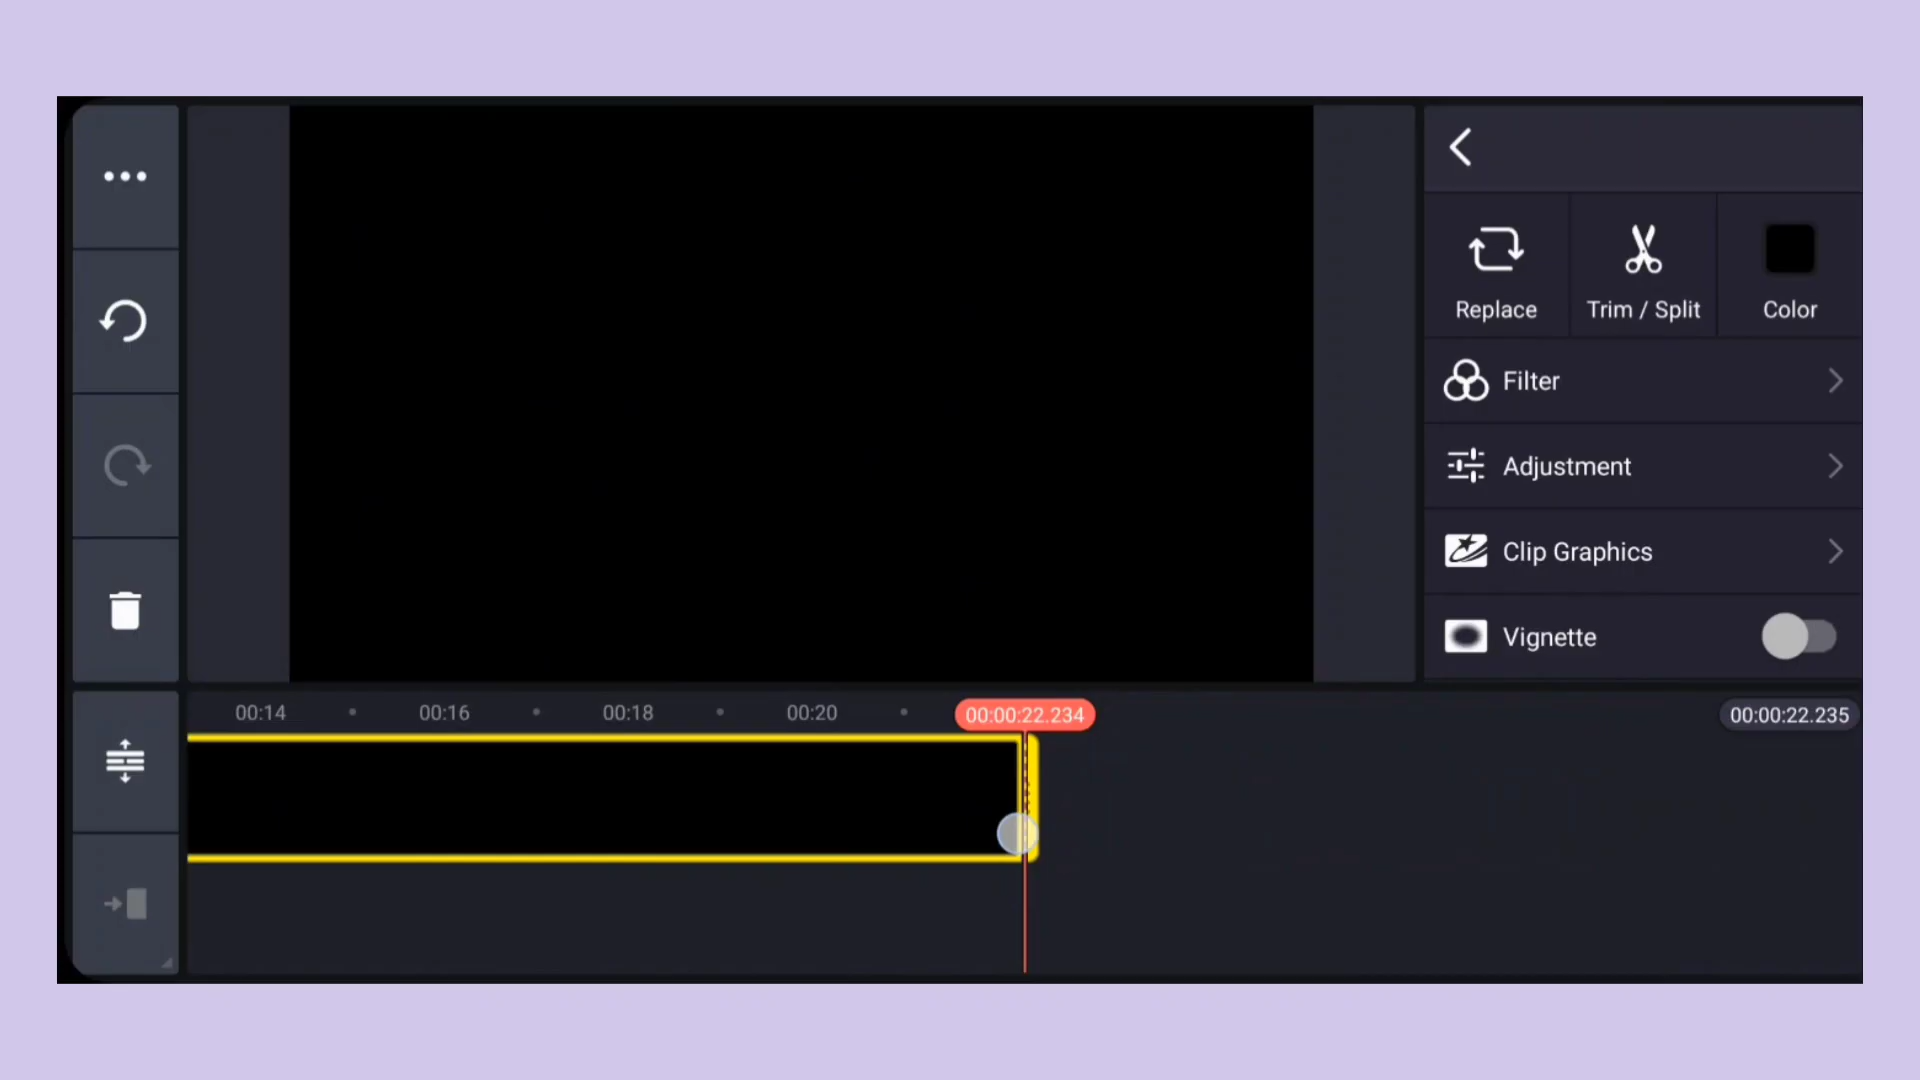 Replace
Trim / Split
Color
Filter
Adjustment
Clip Graphics
Vignette
00:14
00:16
00:18
00:20
00:00:22.234
00:00:22.235